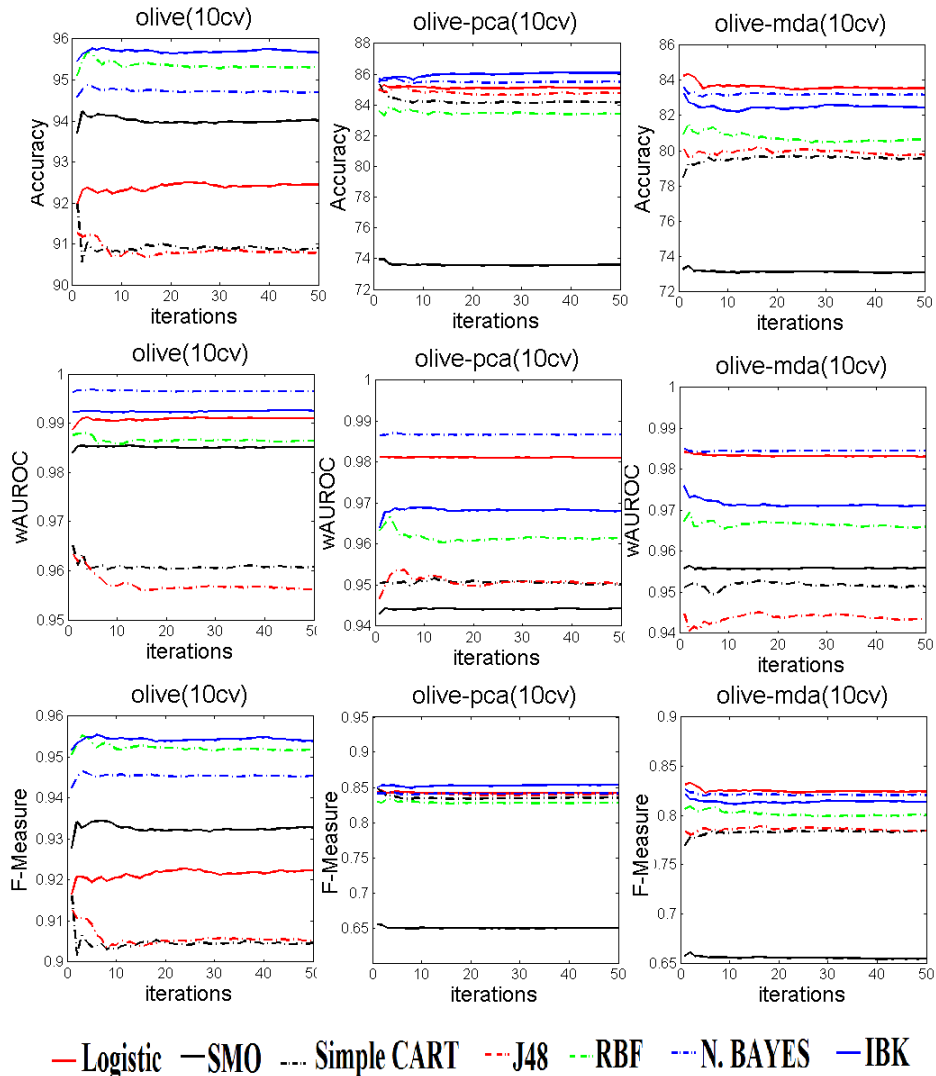 olive(10cv)
Accuracy
96
95
94
93
92
91
90
0 10 20 30 40 50
iterations
olive-pca(10cv)
Accuracy
88
86
84
82
80
78
76
74
72
0 10 20 30 40 50
iterations
olive-mda(10cv)
Accuracy
86
84
82
80
78
76
74
72
0 10 20 30 40 50
iterations
olive(10cv)
wAUROC
1
0.99
0.98
0.97
0.96
0.95
0 10 20 30 40 50
iterations
olive-pca(10cv)
wAUROC
1
0.99
0.98
0.97
0.96
0.95
0.94
0 10 20 30 40 50
iterations
olive-mda(10cv)
wAUROC
1
0.99
0.98
0.97
0.96
0.95
0.94
0 10 20 30 40 50
iterations
olive(10cv)
F-Measure
0.96
0.95
0.94
0.93
0.92
0.91
0.9
0 10 20 30 40 50
iterations
olive-pca(10cv)
F-Measure
0.95
0.9
0.85
0.8
0.75
0.7
0.65
0 10 20 30 40 50
iterations
olive-mda(10cv)
F-Measure
0.9
0.85
0.8
0.75
0.7
0.65
0 10 20 30 40 50
iterations
Logistic SMO Simple CART J48 RBF N. BAYES IBK